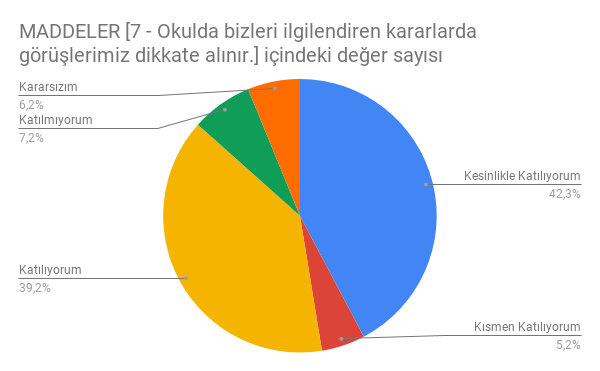 MADDELER [7 - Okulda bizleri ilgilendiren kararlarda
görüşlerimiz dikkate alınır.] içindeki değer sayısı
Kararsızım
6,2%
Katılmıyorum
7,2%
Kesinlikle Katılıyorum
42,3%
Katılıyorum
39,2%
Kısmen Katılıyorum
5,2%